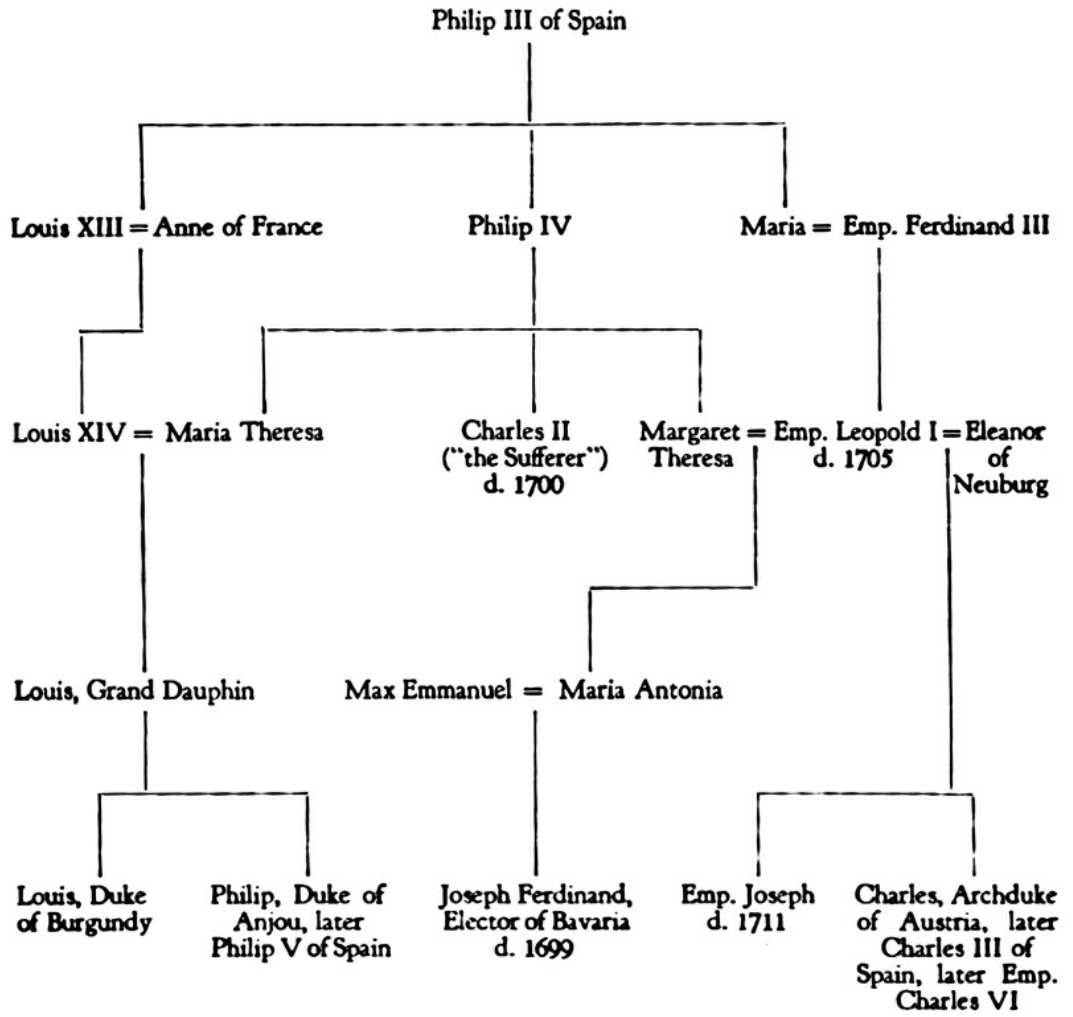 Philip III of Spain
Louis XIII = Anne of France
Philip IV
Maria = Emp. Ferdinand III
Louis XIV = Maria Theresa
Charles II
("the Sufferer")
d. 1700
Margaret = Emp. Leopold I = Eleanor
Theresa
d. 1705
of
Neuburg
Louis, Grand Dauphin
Max Emmanuel = Maria Antonia
Louis, Duke
of Burgundy
Philip, Duke of
Anjou, later
Philip V of Spain
Joseph Ferdinand,
Elector of Bavaria
d. 1699
Emp. Joseph
d. 1711
Charles, Archduke
of Austria, later
Charles III of
Spain, later Emp.
Charles VI